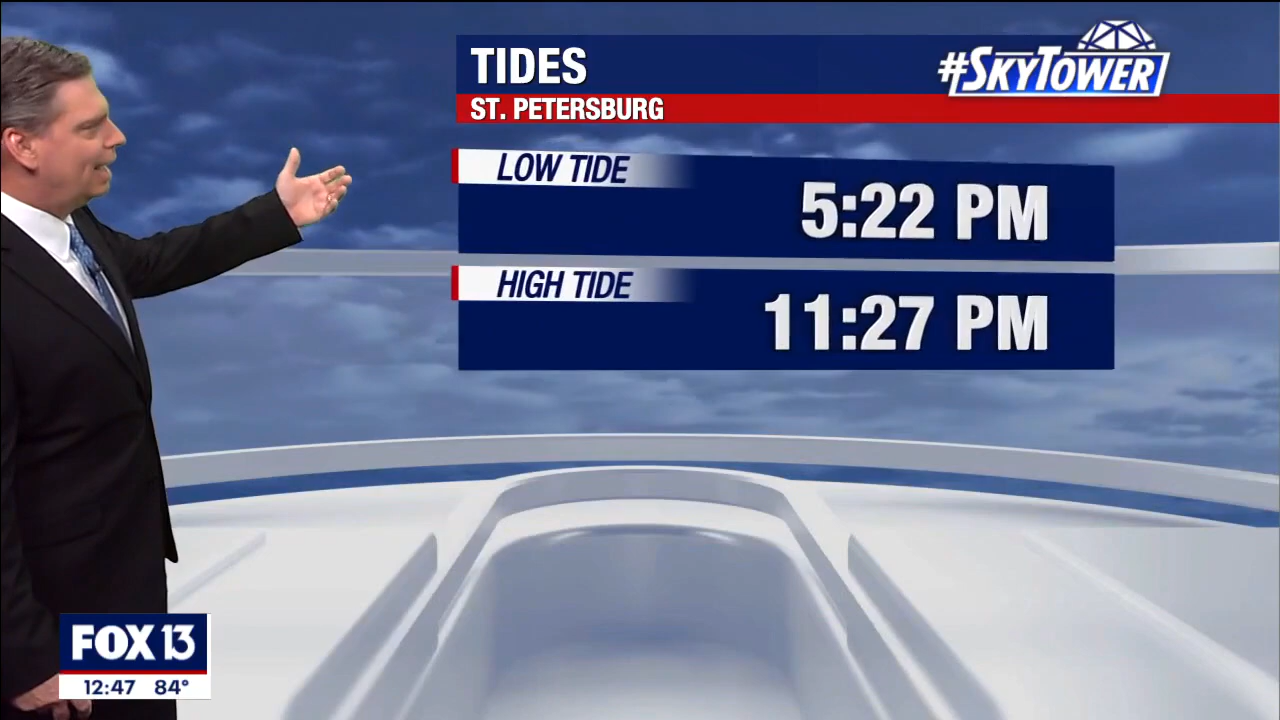 TIDES
#SKYTOWER
ST. PETERSBURG
LOW TIDE
5:22 PM
HIGH TIDE
11:27 PM
FOX 13
12:47 84°